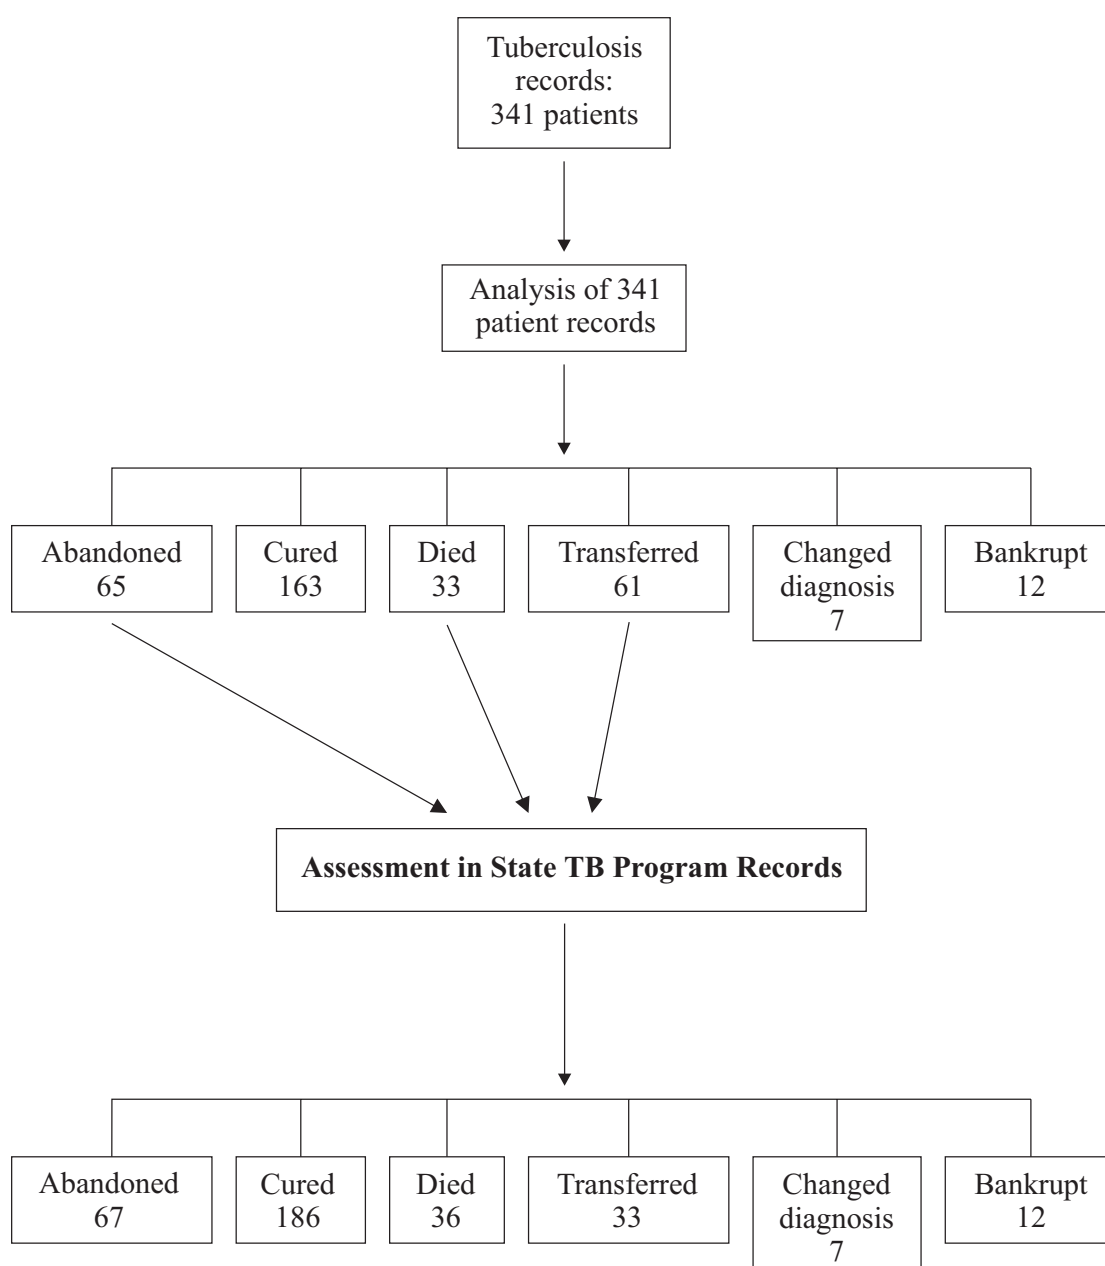 Tuberculosis
records:
341 patients
Analysis of 341
patient records
Abandoned
65
Cured
163
Died
33
Transferred
61
Changed
diagnosis
7
Bankrupt
12
Assessment in State TB Program Records
Abandoned
67
Cured
186
Died
36
Transferred
33
Changed
diagnosis
7
Bankrupt
12